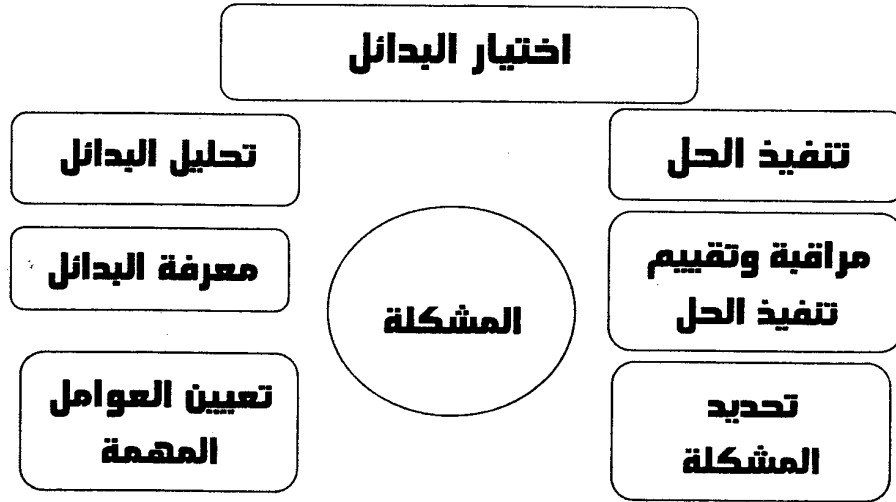 اختيار البدائل
تنفيذ الحل
تحليل البدائل
مراقبة وتقييم
تنفيذ الحل
معرفة البدائل
المشكلة
تحديد
المشكلة
تعيين العوامل
المهمة